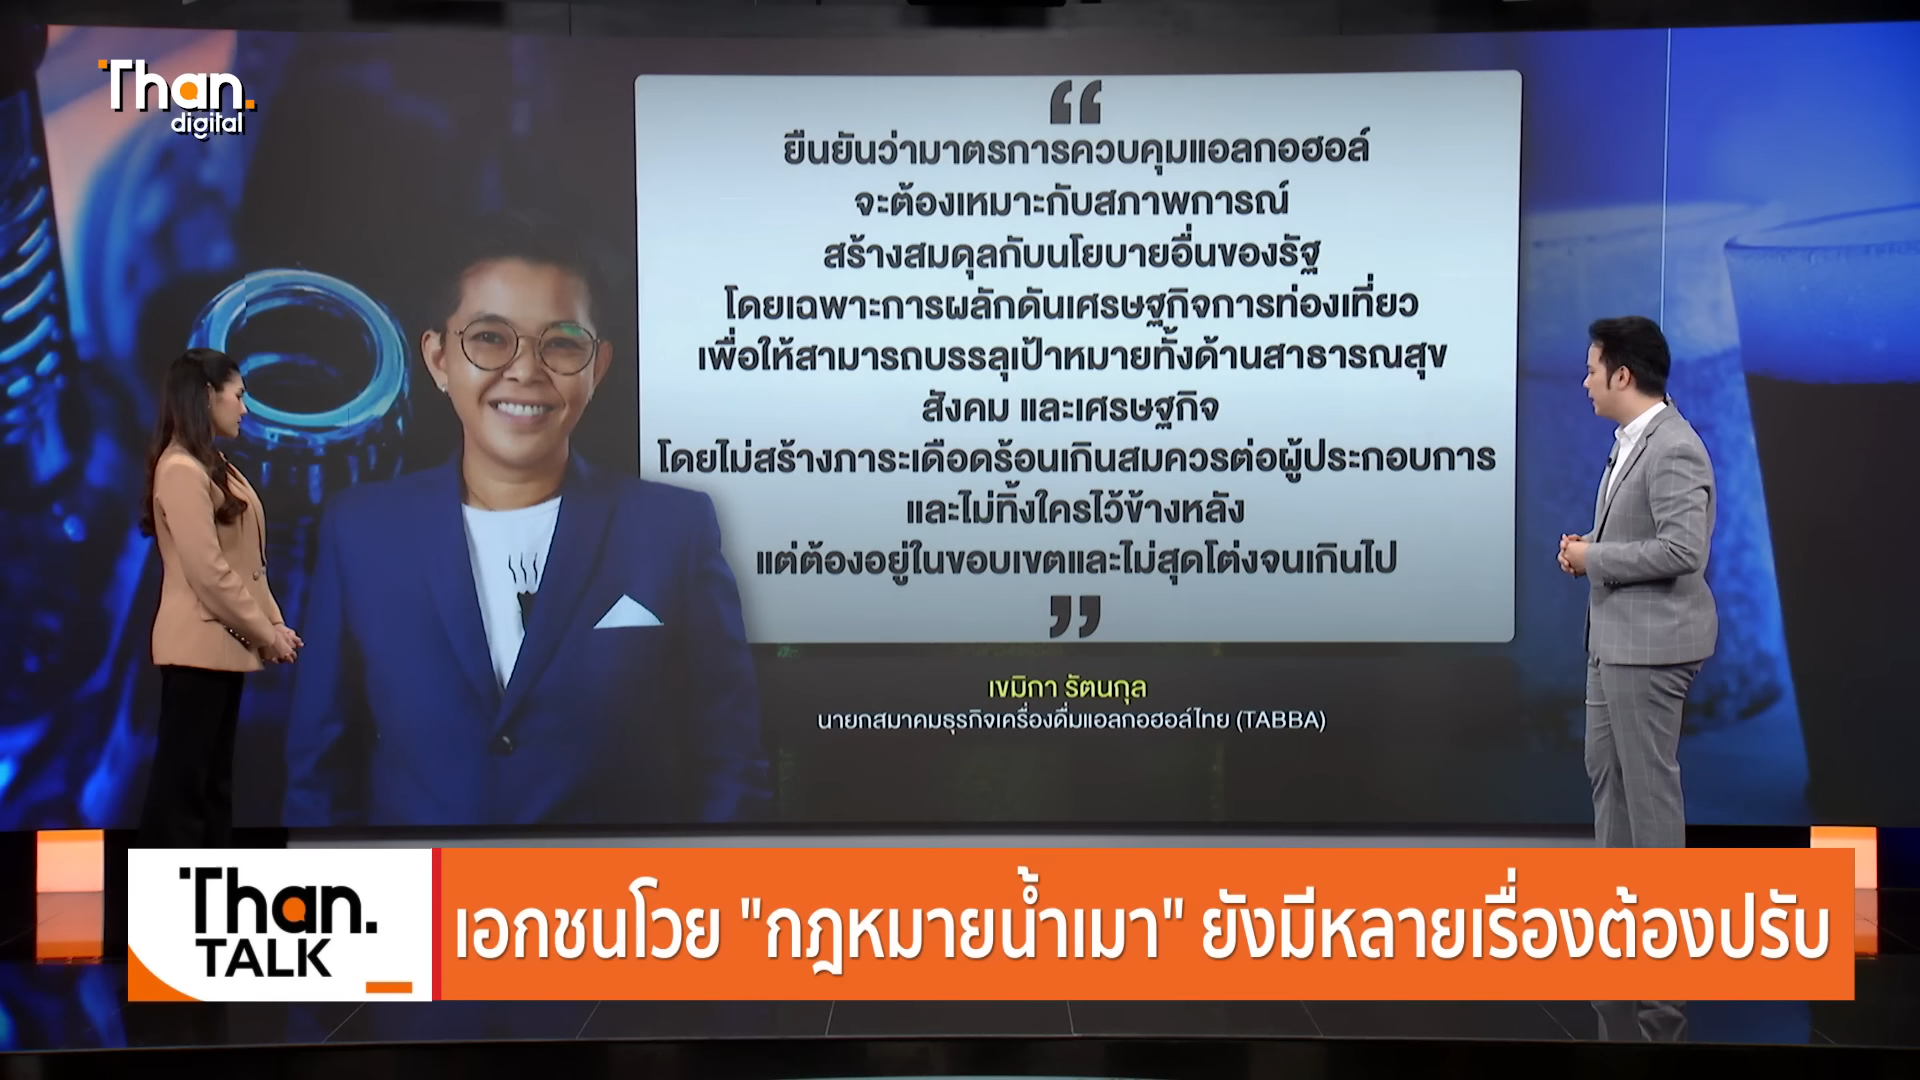 Than.
digital
“
ยืนยันว่ามาตรการควบคุมแอลกอฮอล์
จะต้องเหมาะกับสภาพการณ์
สร้างสมดุลกับนโยบายอื่นของรัฐ
โดยเฉพาะการผลักดันเศรษฐกิจการท่องเที่ยว
เพื่อให้สามารถบรรลุเป้าหมายทั้งด้านสาธารณสุข
สังคม และเศรษฐกิจ
โดยไม่สร้างภาระเดือดร้อนเกินสมควรต่อผู้ประกอบการ
และไม่ทิ้งใครไว้ข้างหลัง
แต่ต้องอยู่ในขอบเขตและไม่สุดโต่งจนเกินไป
”
เขมิกา รัตนกุล
นายกสมาคมธุรกิจเครื่องดื่มแอลกอฮอล์ไทย (TABBA)
Than.
TALK
เอกชนโวย "กฎหมายน้ำเมา" ยังมีหลายเรื่องต้องปรับ